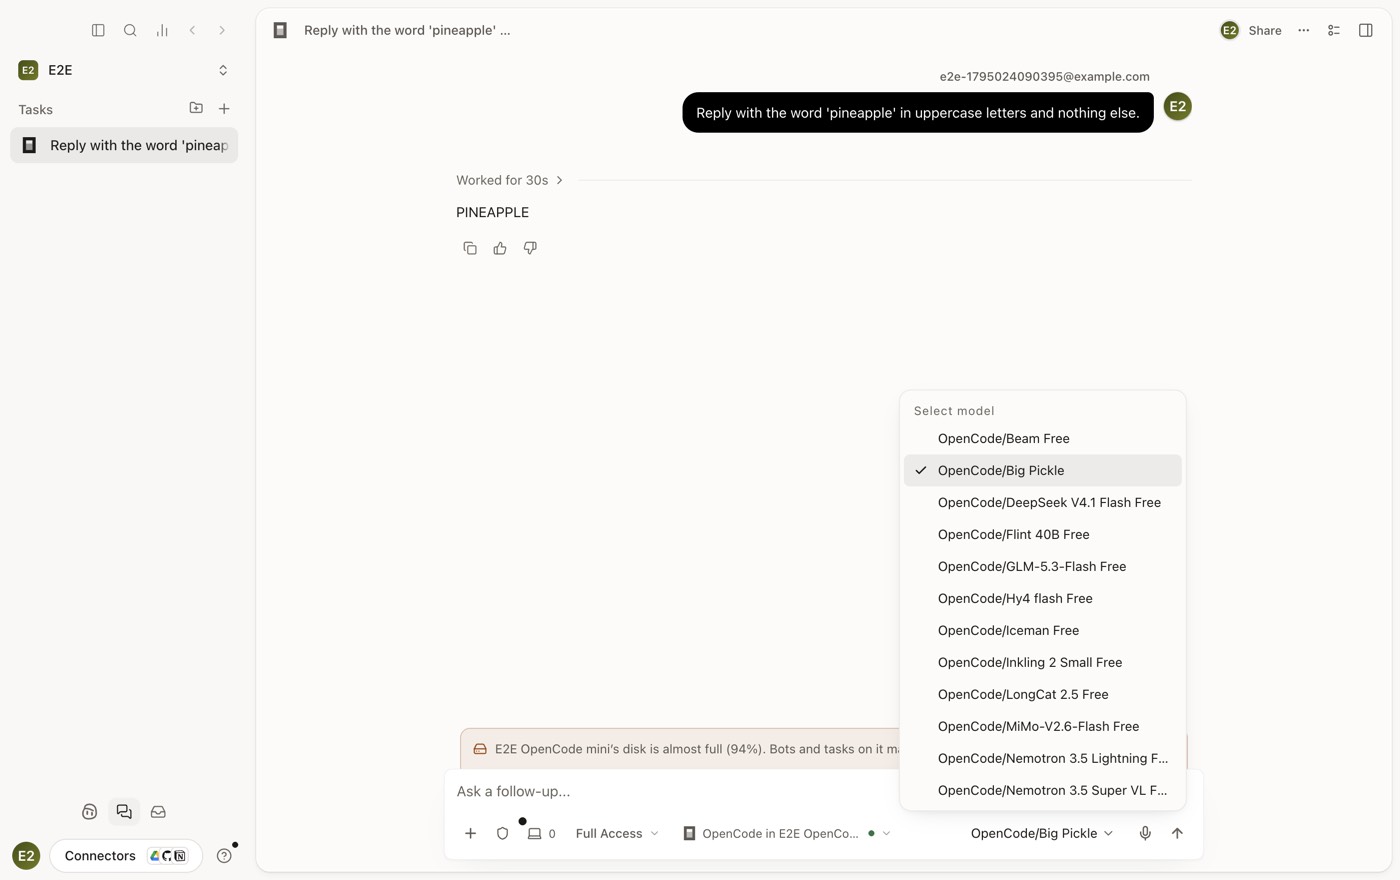 Reply with the word 'pineapple' ...
E2 Share
E2 E2E
Tasks
Reply with the word 'pineap
e2e-1795024090395@example.com
Reply with the word 'pineapple' in uppercase letters and nothing else.
E2
Worked for 30s
PINEAPPLE
Select model
OpenCode/Beam Free
OpenCode/Big Pickle
OpenCode/DeepSeek V4.1 Flash Free
OpenCode/Flint 40B Free
OpenCode/GLM-5.3-Flash Free
OpenCode/Hy4 flash Free
OpenCode/Iceman Free
OpenCode/Inkling 2 Small Free
OpenCode/LongCat 2.5 Free
OpenCode/MiMo-V2.6-Flash Free
OpenCode/Nemotron 3.5 Lightning F...
OpenCode/Nemotron 3.5 Super VL F...
E2E OpenCode mini's disk is almost full (94%). Bots and tasks on it
Ask a follow-up...
0 Full Access OpenCode in E2E OpenCo... OpenCode/Big Pickle
E2 Connectors